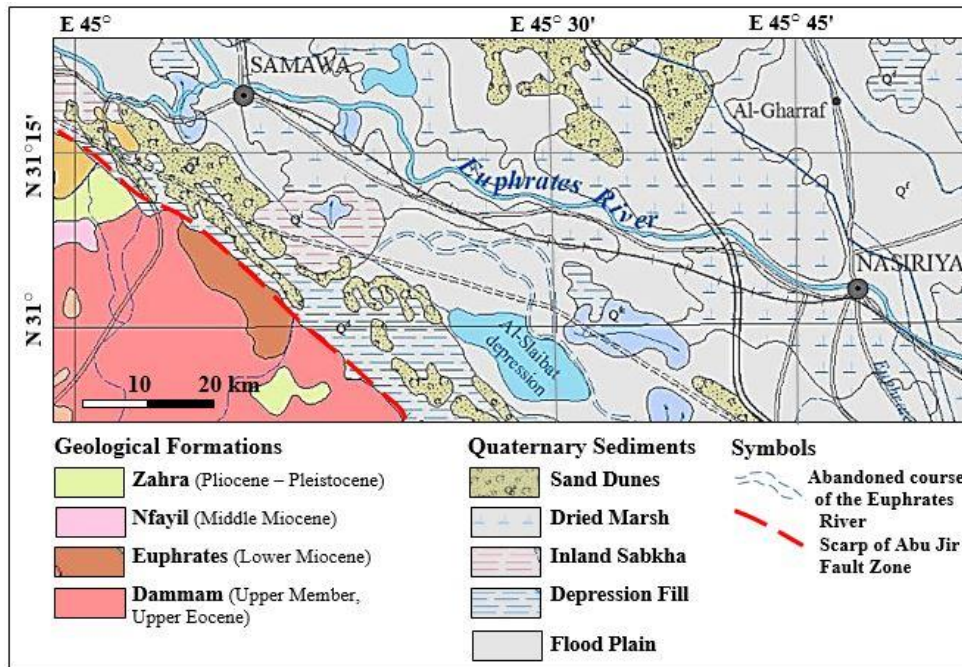 E 45°
E 45° 30'
E 45° 45'
SAMAWA
Al-Gharraf
N 31° 15'
Euphrates
River
NASIRIYA
N 31°
Al-Slaibat
depression
10 20 km
Geological Formations
Zahra (Pliocene – Pleistocene)
Nfayil (Middle Miocene)
Euphrates (Lower Miocene)
Dammam (Upper Member,
Upper Eocene)
Quaternary Sediments
Sand Dunes
Dried Marsh
Inland Sabkha
Depression Fill
Flood Plain
Symbols
Abandoned course
of the Euphrates
River
Scarp of Abu Jir
Fault Zone